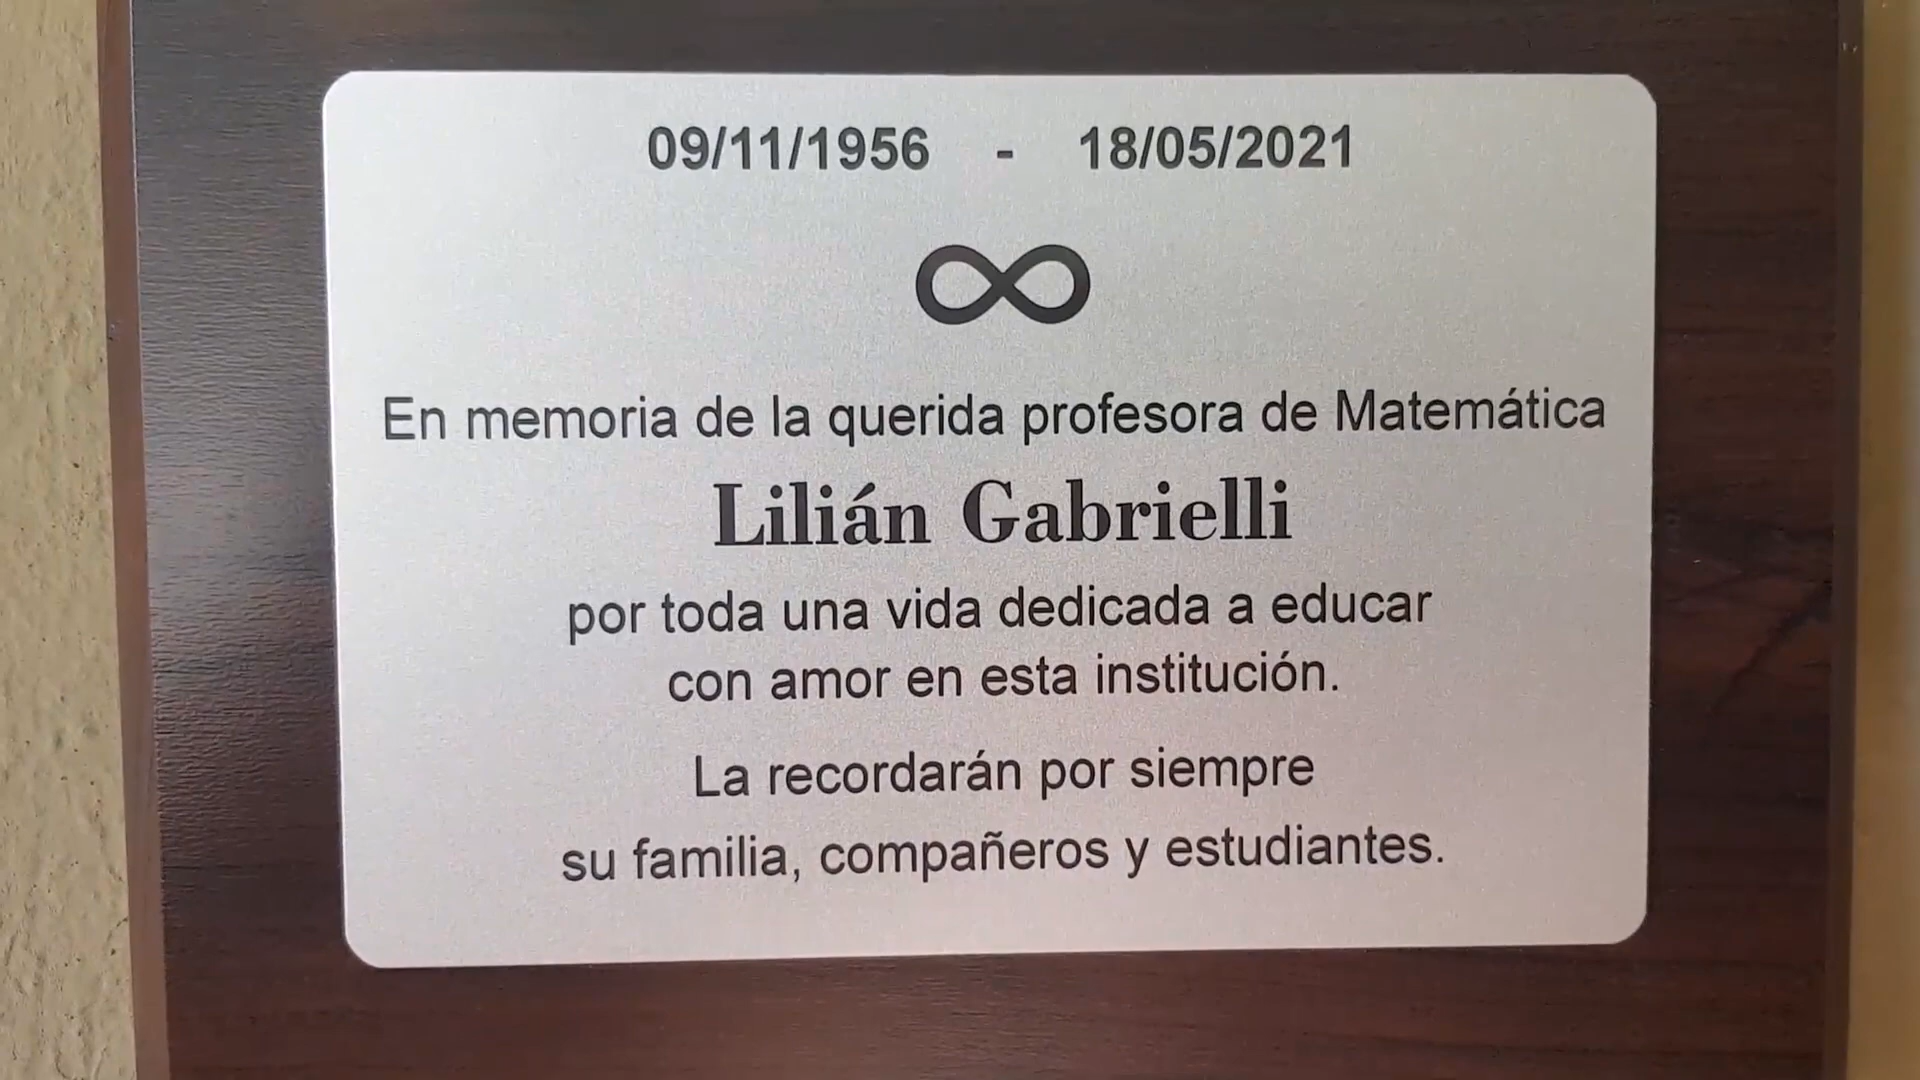 09/11/1956 - 18/05/2021
∞
En memoria de la querida profesora de Matemática
Lilián Gabrielli
por toda una vida dedicada a educar
con amor en esta institución.
La recordarán por siempre
su familia, compañeros y estudiantes.